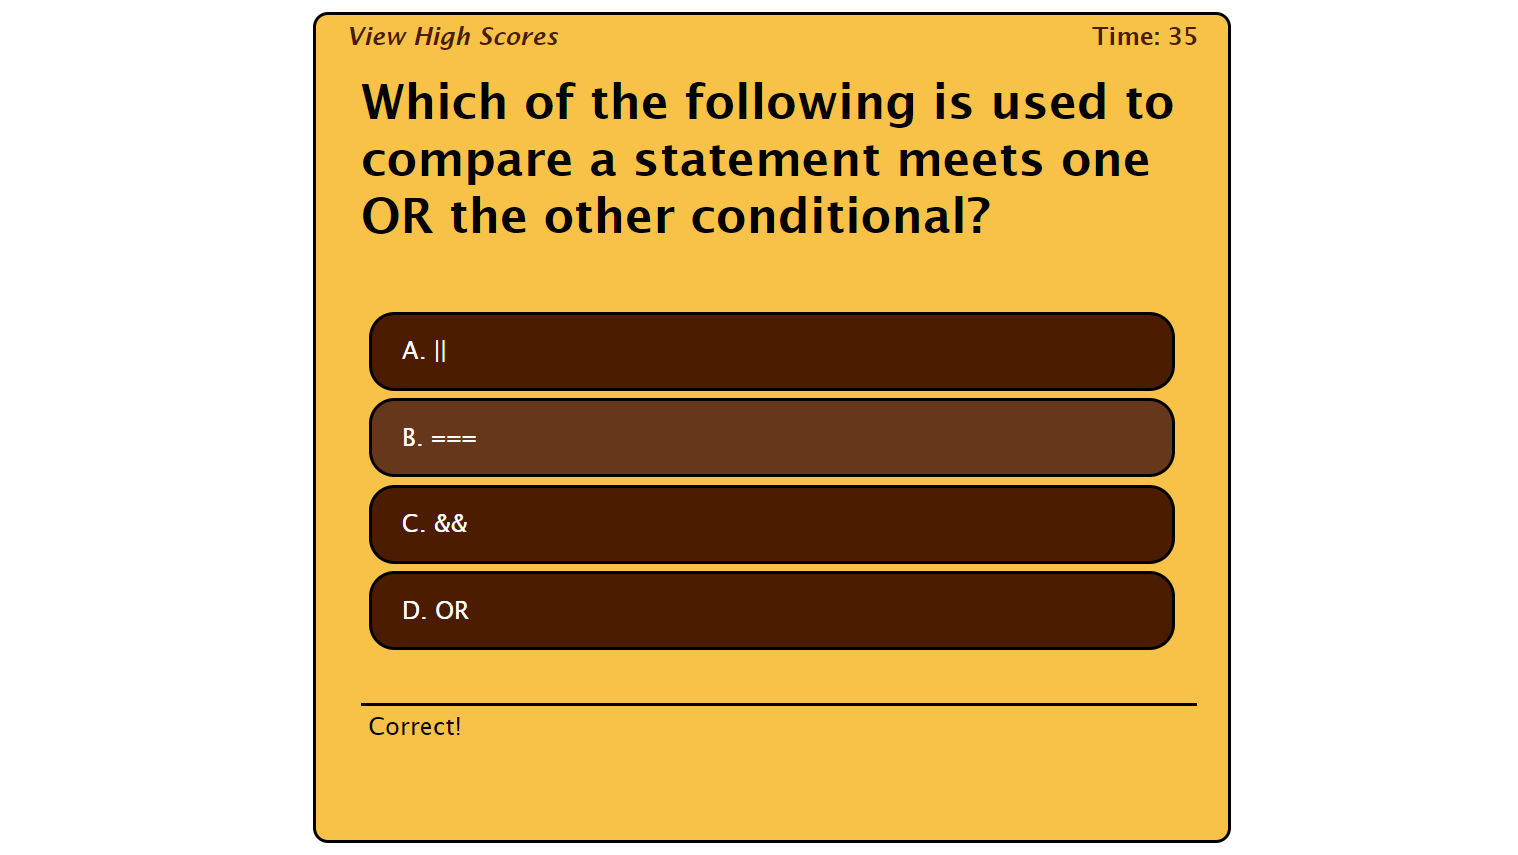 View High Scores
Time: 35
Which of the following is used to
compare a statement meets one
OR the other conditional?
A. ||
B. ===
C. &&
D. OR
Correct!